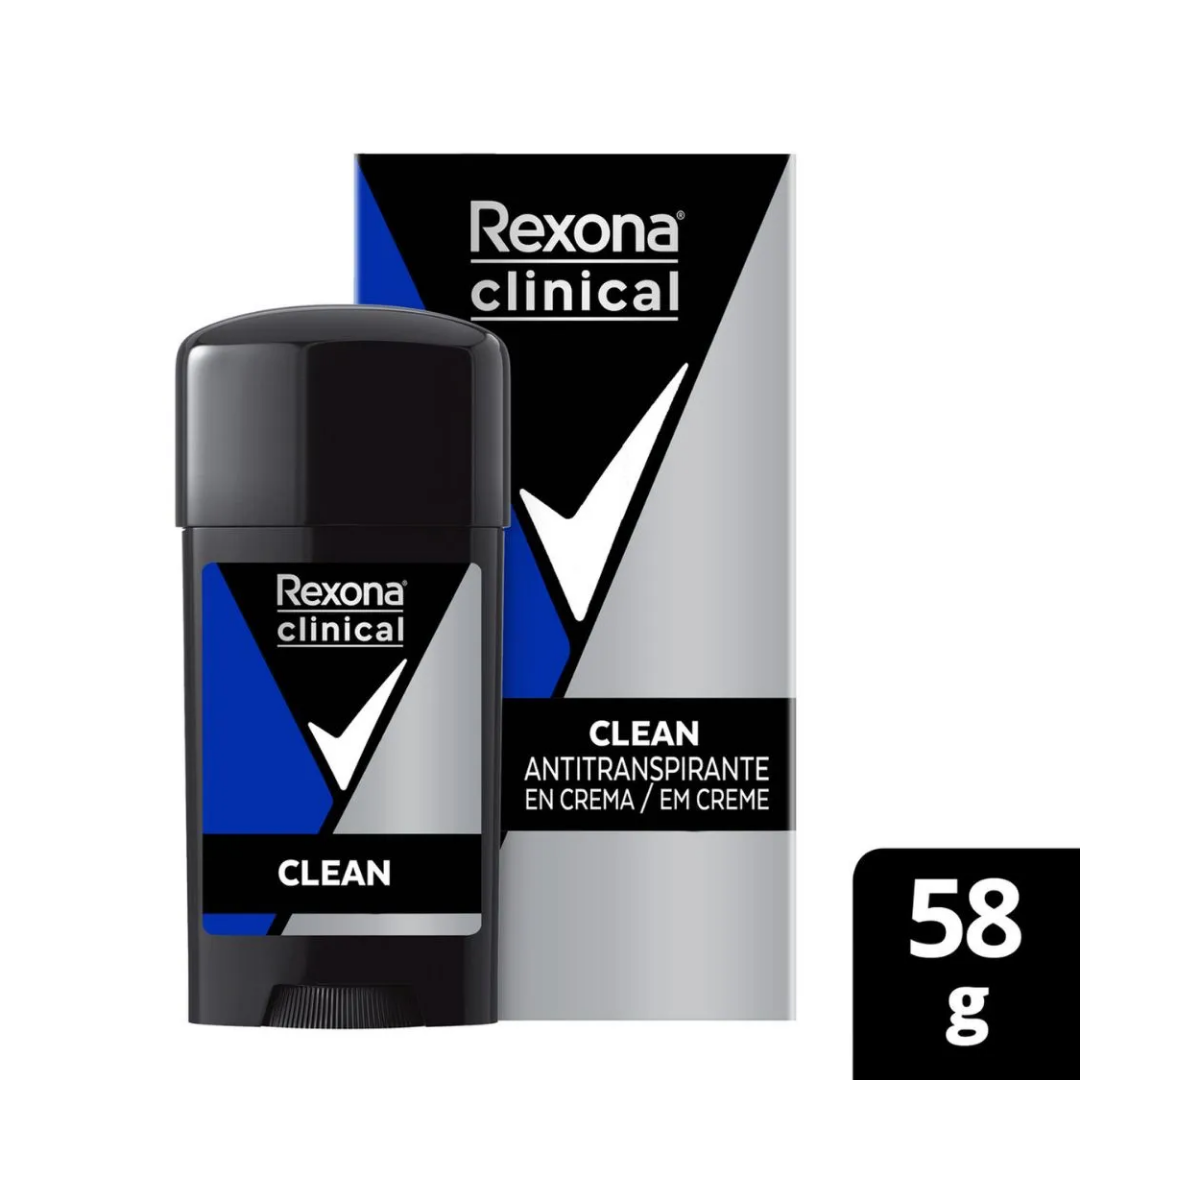 Rexona®
clinical
CLEAN
ANTITRANSPIRANTE
EN CREMA / EM CREME
Rexona®
clinical
CLEAN
58
g